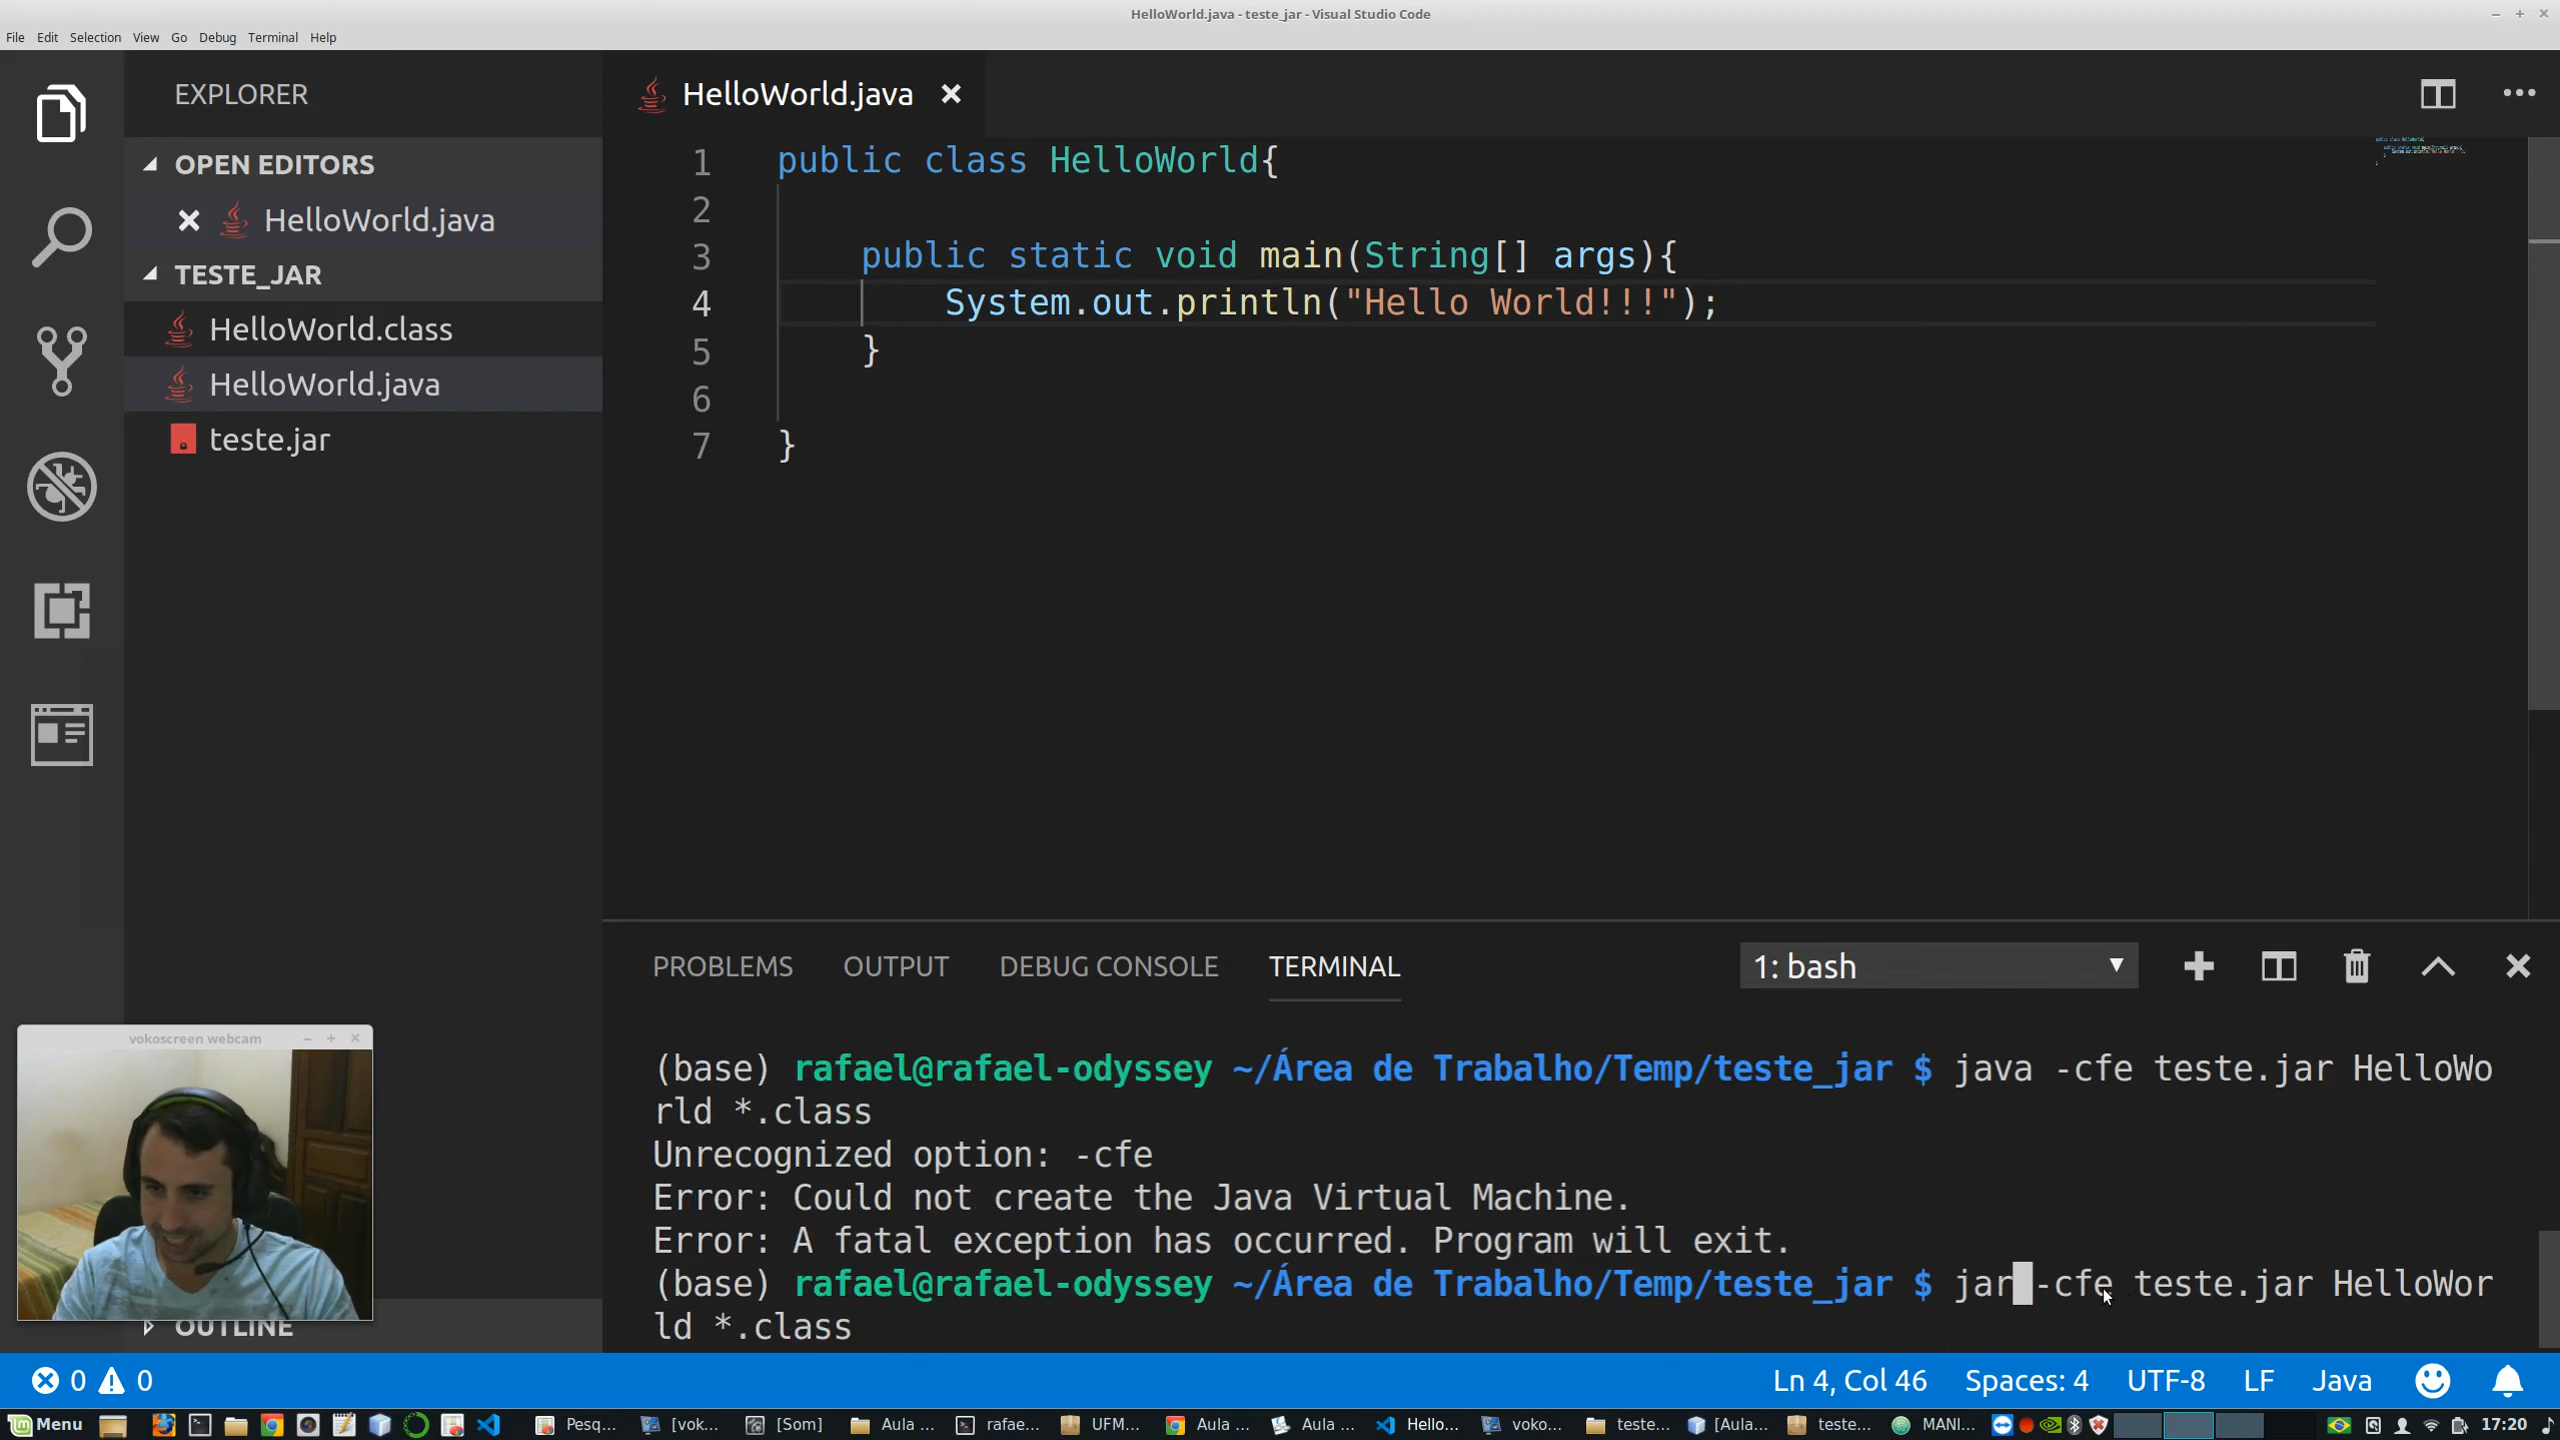 HelloWorld.java - teste_jar - Visual Studio Code
File Edit Selection View Go Debug Terminal Help
EXPLORER
OPEN EDITORS
HelloWorld.java
TESTE_JAR
HelloWorld.class
HelloWorld.java
teste.jar
OUTLINE
HelloWorld.java
1 public class HelloWorld{
2
3 public static void main(String[] args){
4 System.out.println("Hello World!!!");
5 }
6
7 }
PROBLEMS OUTPUT DEBUG CONSOLE TERMINAL 1: bash
(base) rafael@rafael-odyssey ~/Área de Trabalho/Temp/teste_jar $ java -cfe teste.jar HelloWo
rld *.class
Unrecognized option: -cfe
Error: Could not create the Java Virtual Machine.
Error: A fatal exception has occurred. Program will exit.
(base) rafael@rafael-odyssey ~/Área de Trabalho/Temp/teste_jar $ jar -cfe teste.jar HelloWor
ld *.class
vokoscreen webcam
0 0 Ln 4, Col 46 Spaces: 4 UTF-8 LF Java
Menu Pesq... [vok... [Som] Aula ... rafae... UFM... Aula ... Aula ... Hello... voko... teste... [Aula... teste... MANI... 17:20